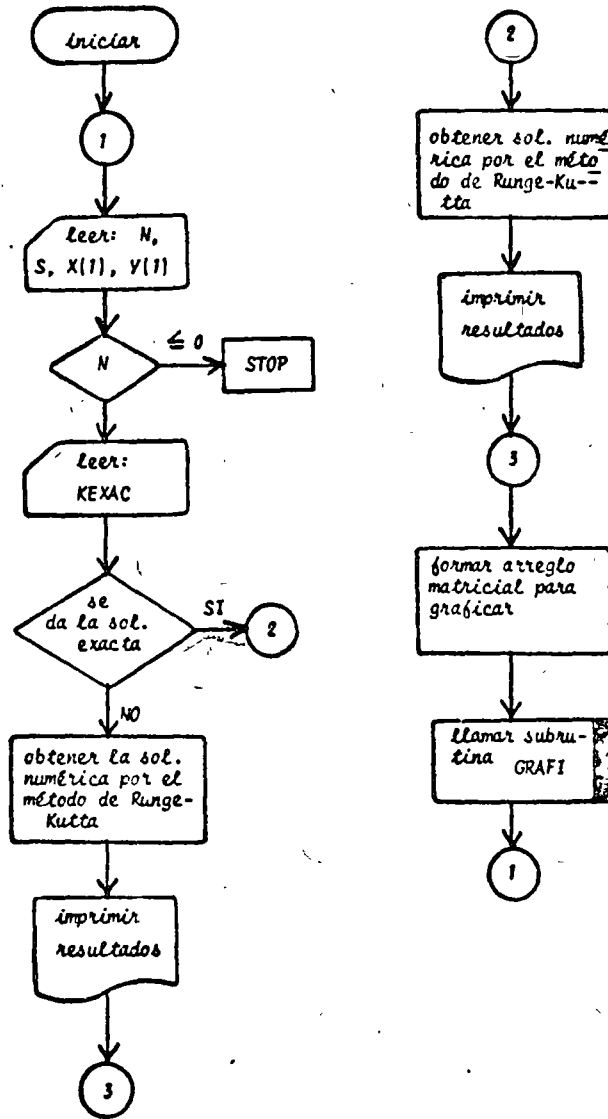 iniciar
1
leer: N,
S, X(1), Y(1)
N
≤ 0
STOP
leer:
KEXAC
se
da la sol.
exacta
SI
2
NO
obtener la sol.
numérica por el
método de Runge-
Kutta
imprimir
resultados
3
2
obtener sol. numé
rica por el méto
do de Runge-Ku--
tta
imprimir
resultados
3
formar arreglo
matricial para
graficar
llamar subru-
tina GRAFI
1